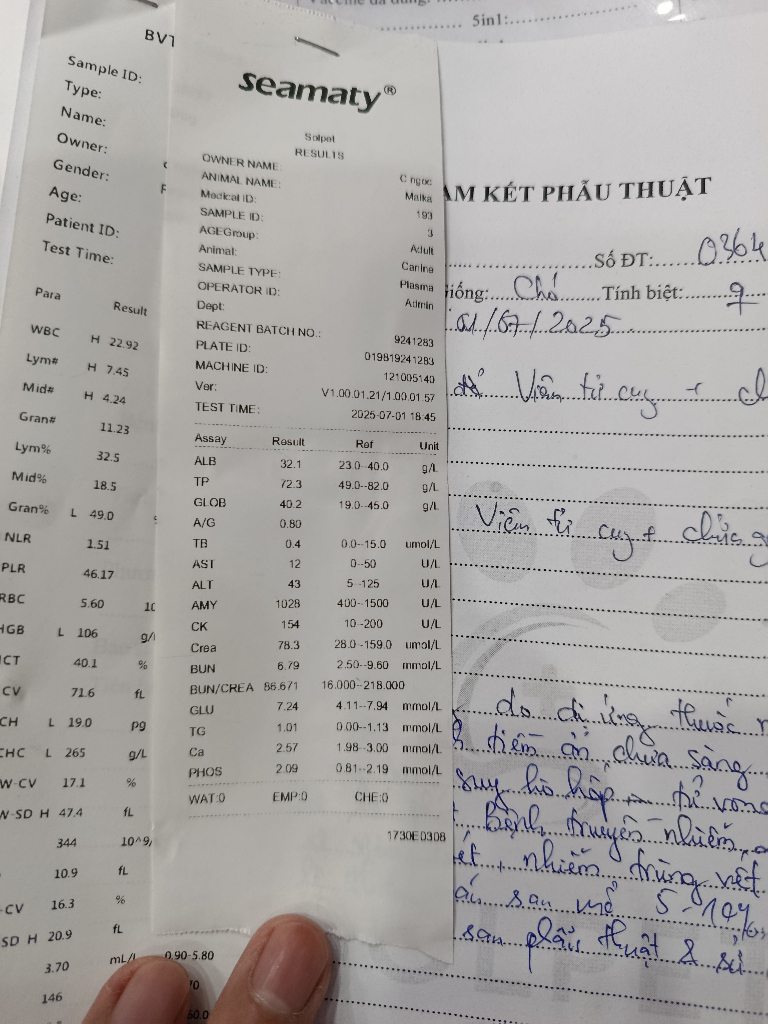 5in1:
BVT
Sample ID:
Type:
Name:
Owner:
Gender:
Age:
Patient ID:
Test Time:
Para Result
WBC H 22.92
Lym# H 7.45
Mid# H 4.24
Gran# 11.23
Lym% 32.5
Mid% 18.5
Gran% L 49.0
NLR 1.51
PLR 46.17
RBC 5.60 10
HGB L 106 g/l
CT 40.1 %
CV 71.6 fL
CH L 19.0 pg
CHC L 265 g/L
W-CV 17.1 %
W-SD H 47.4 fL
344 10^9/
10.9 fL
-CV 16.3 %
SD H 20.9 fL
3.70 mL/L 0.90-5.80
146
seamaty®
Solpet
RESULTS
OWNER NAME: C ngoc
ANIMAL NAME: Maika
Medical ID: 193
SAMPLE ID: 3
AGEGroup: Adult
Animal: Canine
SAMPLE TYPE: Plasma
OPERATOR ID: Admin
Dept:
REAGENT BATCH NO.: 9241283
PLATE ID: 019819241283
MACHINE ID: 121005140
Ver: V1.00.01.21/1.00.01.57
TEST TIME: 2025-07-01 18:45
Assay Result Ref Unit
ALB 32.1 23.0--40.0 g/L
TP 72.3 49.0--82.0 g/L
GLOB 40.2 19.0--45.0 g/L
A/G 0.80
TB 0.4 0.0--15.0 umol/L
AST 12 0--50 U/L
ALT 43 5--125 U/L
AMY 1028 400--1500 U/L
CK 154 10--200 U/L
Crea 78.3 28.0--159.0 umol/L
BUN 6.79 2.50--9.60 mmol/L
BUN/CREA 86.671 16.000--218.000
GLU 7.24 4.11--7.94 mmol/L
TG 1.01 0.00--1.13 mmol/L
Ca 2.57 1.98--3.00 mmol/L
PHOS 2.09 0.81--2.19 mmol/L
WAT:0 EMP:0 CHE:0
1730E0308
AM KẾT PHẪU THUẬT
Số ĐT: 0364
iống: Chó Tính biệt: ♀
01/07/2025
đẻ Viêm tử cung + ch
Viêm tử cung + chửa
do dị ứng thuốc
tiềm ẩn, chưa sàng
suy hô hấp → tử vong
Bệnh truyền nhiễm,
ết, nhiễm trùng vết
sau mổ 5-10
sau phẫu thuật & sử